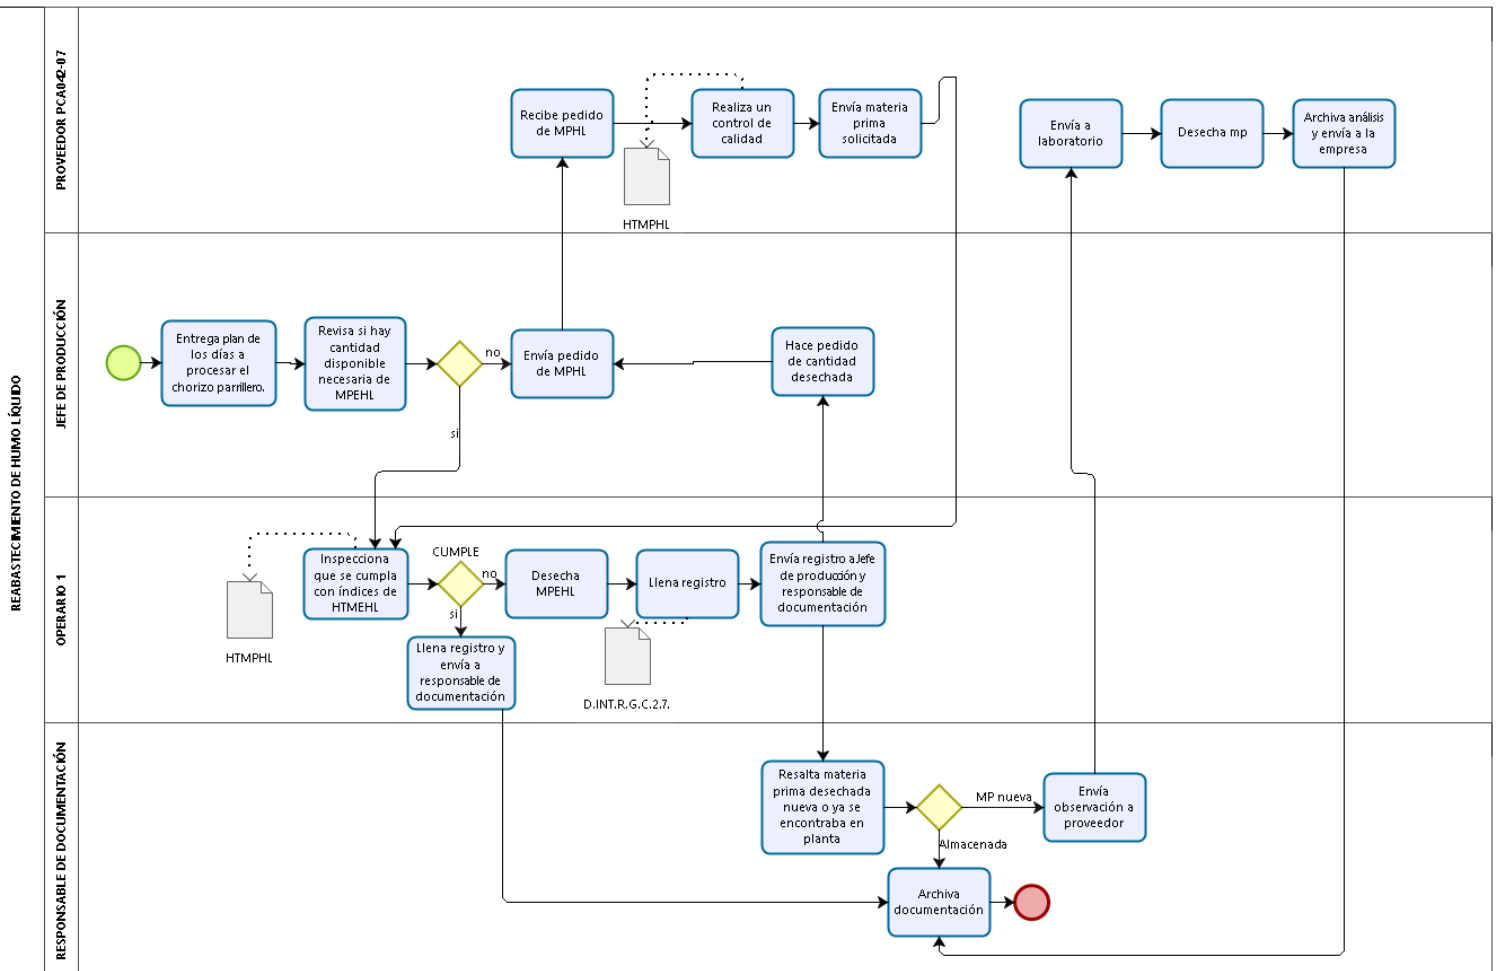 REABASTECIMIENTO DE HUMO LÍQUIDO
PROVEEDOR PCA042-07
Recibe pedido
de MPHL
Realiza un
control de
calidad
Envía materia
prima
solicitada
HTMPHL
Envía a
laboratorio
Desecha mp
Archiva análisis
y envía a la
empresa
JEFE DE PRODUCCIÓN
Entrega plan de
los días a
procesar el
chorizo parrillero.
Revisa si hay
cantidad
disponible
necesaria de
MPEHL
no
si
Envía pedido
de MPHL
Hace pedido
de cantidad
desechada
OPERARIO 1
HTMPHL
Inspecciona
que se cumpla
con índices de
HTMEHL
CUMPLE
no
si
Desecha
MPEHL
Llena registro
D.INT.R.G.C.2.7.
Envía registro a Jefe
de producción y
responsable de
documentación
Llena registro y
envía a
responsable de
documentación
RESPONSABLE DE DOCUMENTACIÓN
Resalta materia
prima desechada
nueva o ya se
encontraba en
planta
MP nueva
Almacenada
Envía
observación a
proveedor
Archiva
documentación